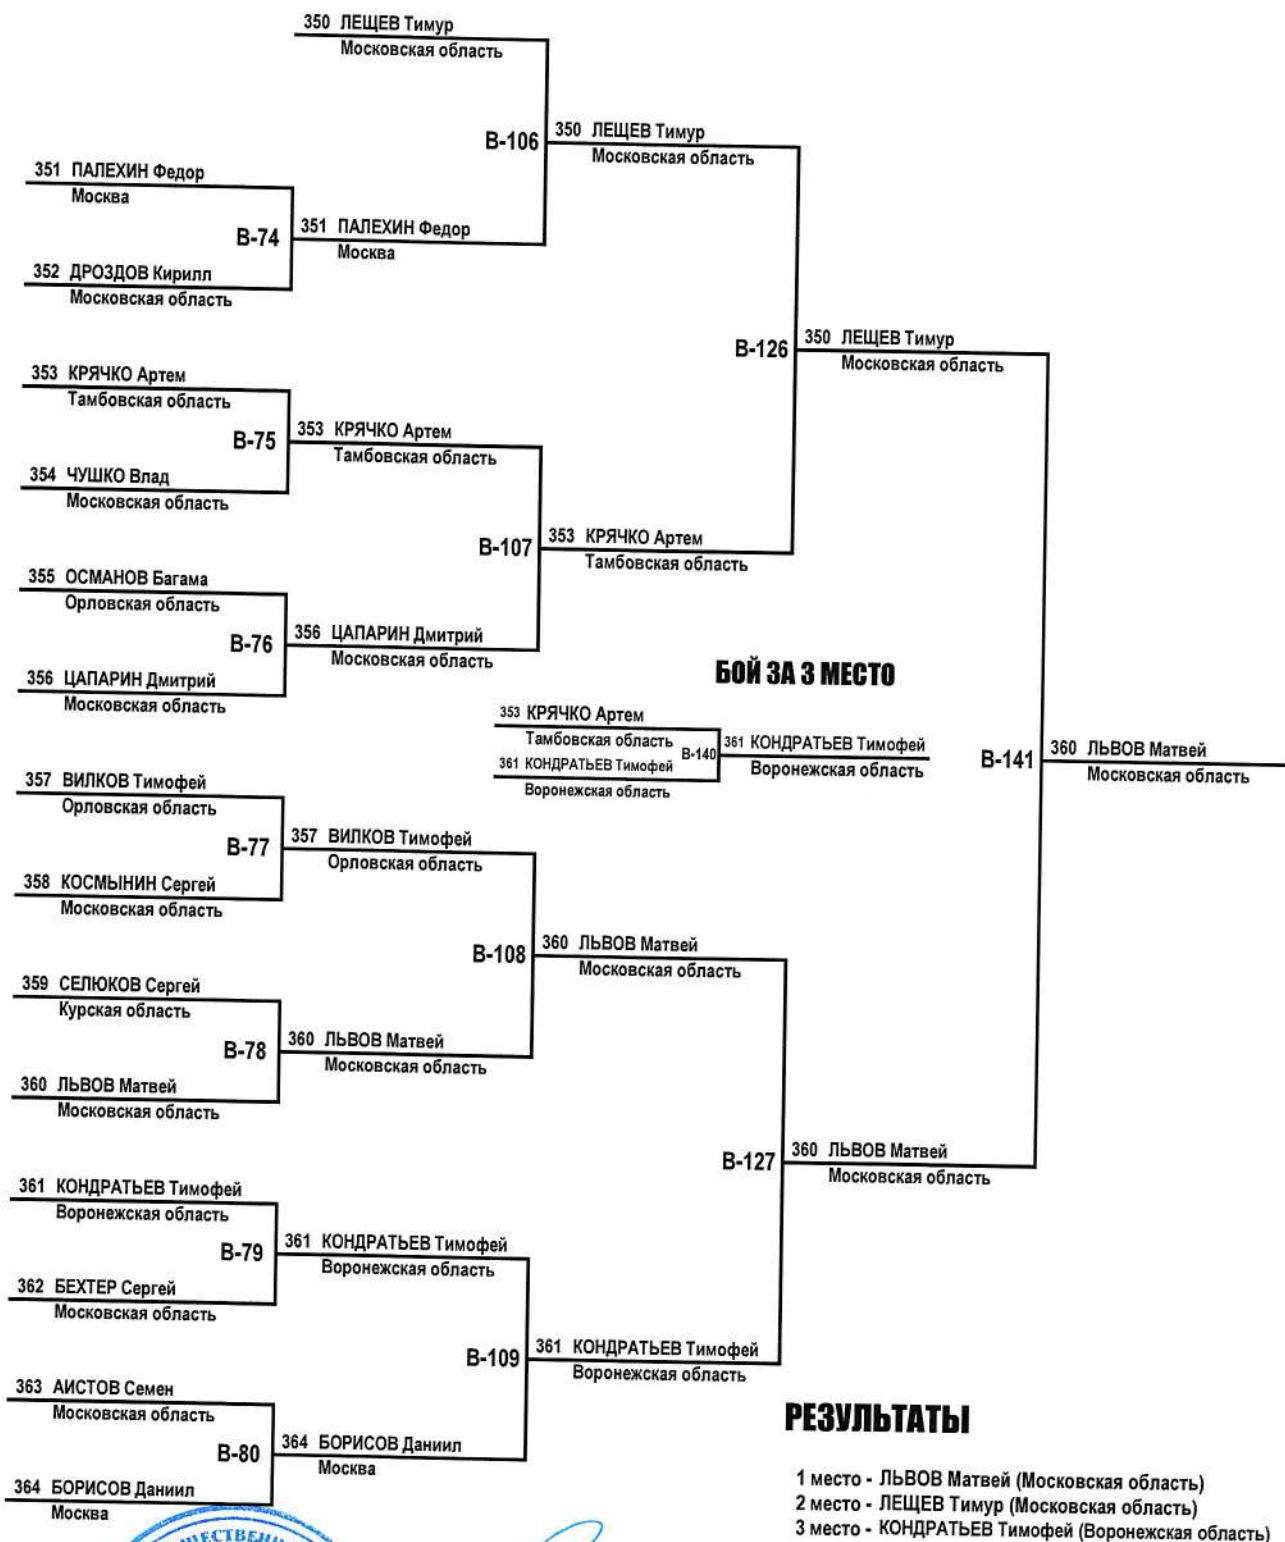 350 ЛЕЩЕВ Тимур
Московская область
В-106
350 ЛЕЩЕВ Тимур
Московская область
351 ПАЛЕХИН Федор
Москва
В-74
351 ПАЛЕХИН Федор
Москва
352 ДРОЗДОВ Кирилл
Московская область
В-126
350 ЛЕЩЕВ Тимур
Московская область
353 КРЯЧКО Артем
Тамбовская область
В-75
353 КРЯЧКО Артем
Тамбовская область
354 ЧУШКО Влад
Московская область
В-107
353 КРЯЧКО Артем
Тамбовская область
355 ОСМАНОВ Багама
Орловская область
В-76
356 ЦАПАРИН Дмитрий
Московская область
356 ЦАПАРИН Дмитрий
Московская область
БОЙ ЗА 3 МЕСТО
353 КРЯЧКО Артем
Тамбовская область
В-140
361 КОНДРАТЬЕВ Тимофей
Воронежская область
361 КОНДРАТЬЕВ Тимофей
Воронежская область
В-141
360 ЛЬВОВ Матвей
Московская область
357 ВИЛКОВ Тимофей
Орловская область
В-77
357 ВИЛКОВ Тимофей
Орловская область
358 КОСМЫНИН Сергей
Московская область
В-108
360 ЛЬВОВ Матвей
Московская область
359 СЕЛЮКОВ Сергей
Курская область
В-78
360 ЛЬВОВ Матвей
Московская область
360 ЛЬВОВ Матвей
Московская область
В-127
360 ЛЬВОВ Матвей
Московская область
361 КОНДРАТЬЕВ Тимофей
Воронежская область
В-79
361 КОНДРАТЬЕВ Тимофей
Воронежская область
362 БЕХТЕР Сергей
Московская область
В-109
361 КОНДРАТЬЕВ Тимофей
Воронежская область
363 АИСТОВ Семен
Московская область
В-80
364 БОРИСОВ Даниил
Москва
364 БОРИСОВ Даниил
Москва
РЕЗУЛЬТАТЫ
1 место - ЛЬВОВ Матвей (Московская область)
2 место - ЛЕЩЕВ Тимур (Московская область)
3 место - КОНДРАТЬЕВ Тимофей (Воронежская область)